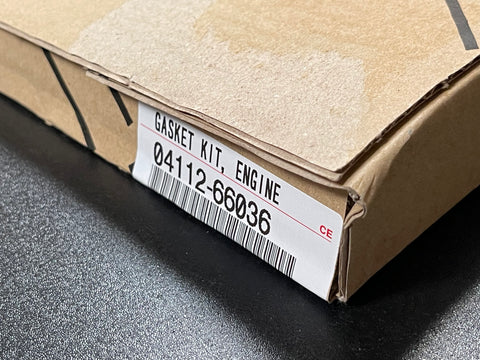 GASKET KIT, ENGINE
04112-66036
CE